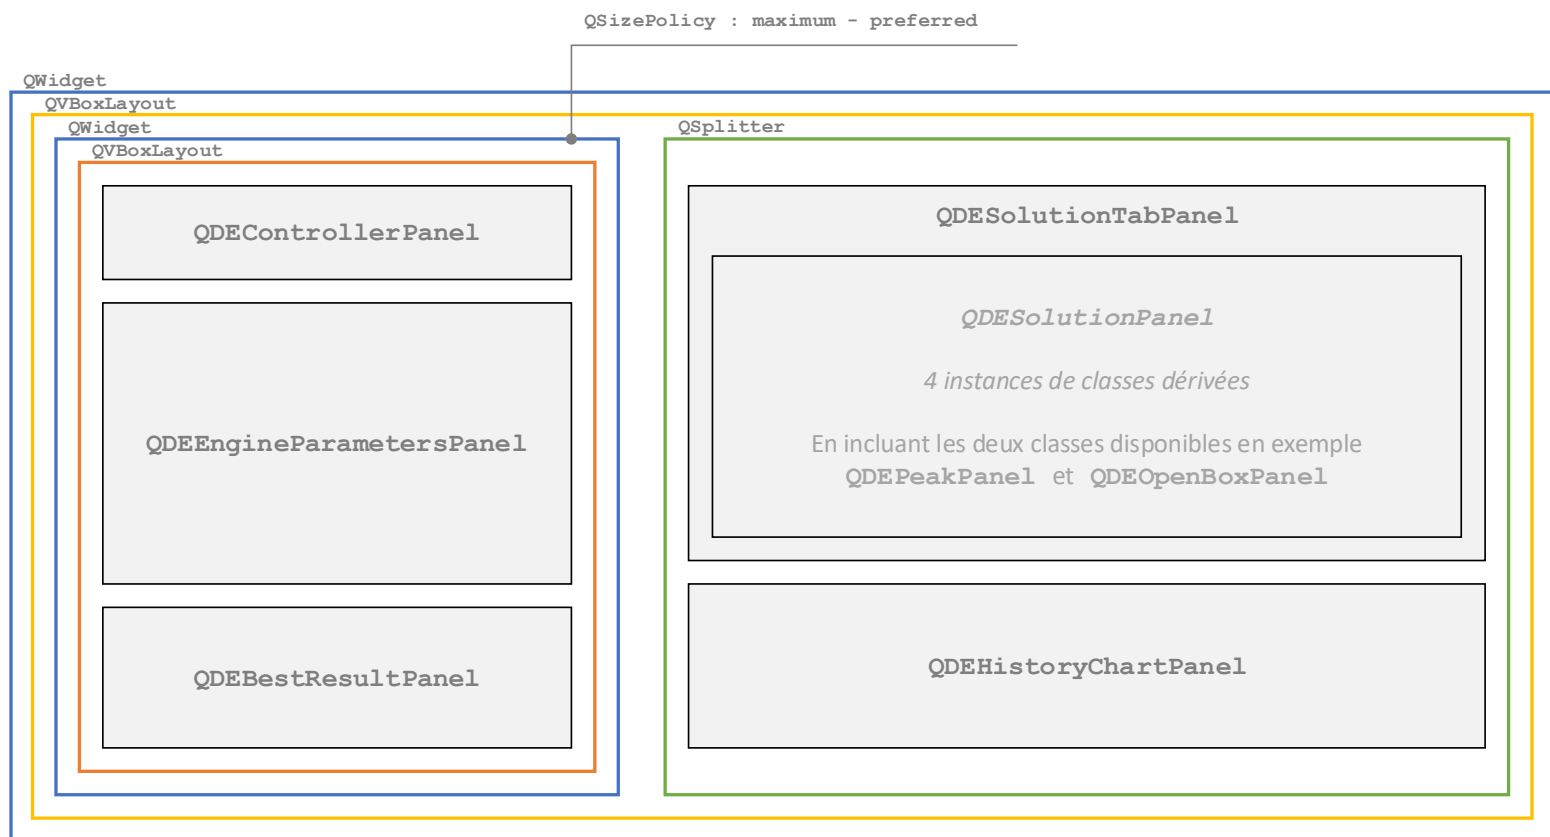 QSizePolicy : maximum - preferred
QWidget
QVBoxLayout
QWidget
QVBoxLayout
QDEControllerPanel
QDEEngineParametersPanel
QDEBestResultPanel
QSplitter
QDESolutionTabPanel
QDESolutionPanel
4 instances de classes dérivées
En incluant les deux classes disponibles en exemple
QDEPeakPanel et QDEOpenBoxPanel
QDEHistoryChartPanel